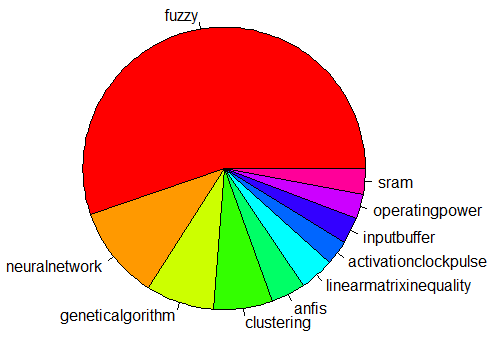 fuzzy
neuralnetwork
geneticalgorithm
clustering
anfis
linearmatrixinequality
activationclockpulse
inputbuffer
operatingpower
sram